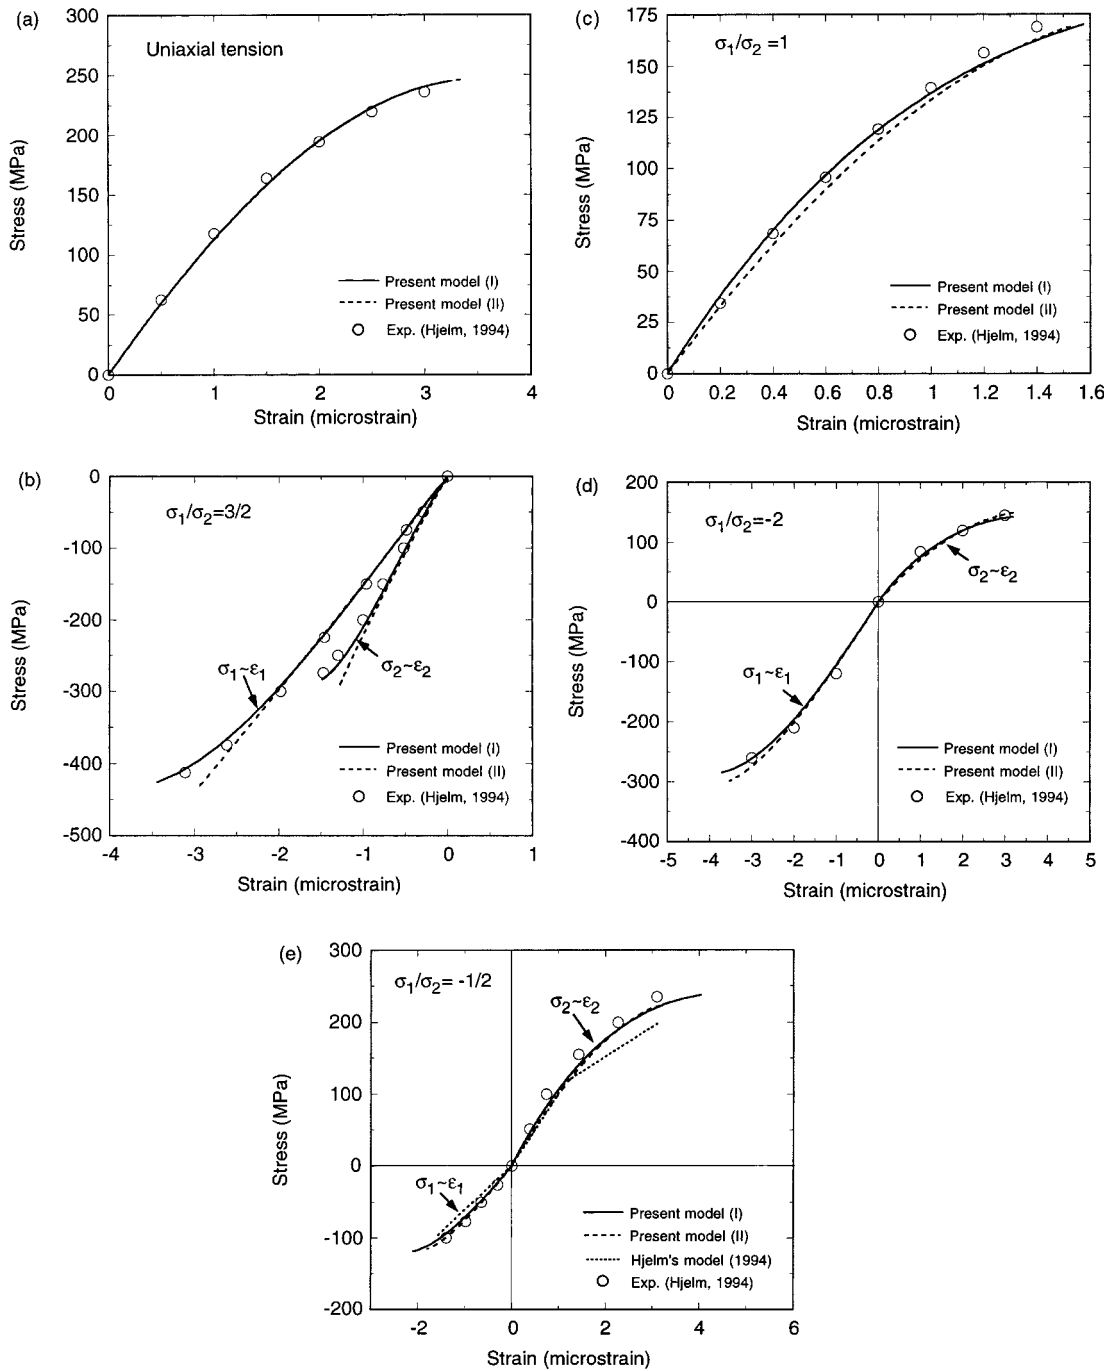 (a)
Uniaxial tension
300
250
200
150
100
50
0
Stress (MPa)
0 1 2 3 4
Strain (microstrain)
Present model (I)
Present model (II)
Exp. (Hjelm, 1994)
(c)
σ1/σ2 =1
175
150
125
100
75
50
25
0
Stress (MPa)
0 0.2 0.4 0.6 0.8 1 1.2 1.4 1.6
Strain (microstrain)
Present model (I)
Present model (II)
Exp. (Hjelm, 1994)
(b)
σ1/σ2=3/2
0
-100
-200
-300
-400
-500
Stress (MPa)
σ1~ε1
σ2~ε2
-4 -3 -2 -1 0 1
Strain (microstrain)
Present model (I)
Present model (II)
Exp. (Hjelm, 1994)
(d)
σ1/σ2=-2
200
100
0
-100
-200
-300
-400
Stress (MPa)
σ2~ε2
σ1~ε1
-5 -4 -3 -2 -1 0 1 2 3 4 5
Strain (microstrain)
Present model (I)
Present model (II)
Exp. (Hjelm, 1994)
(e)
σ1/σ2= -1/2
300
200
100
0
-100
-200
Stress (MPa)
σ2~ε2
σ1~ε1
-2 0 2 4 6
Strain (microstrain)
Present model (I)
Present model (II)
Hjelm's model (1994)
Exp. (Hjelm, 1994)